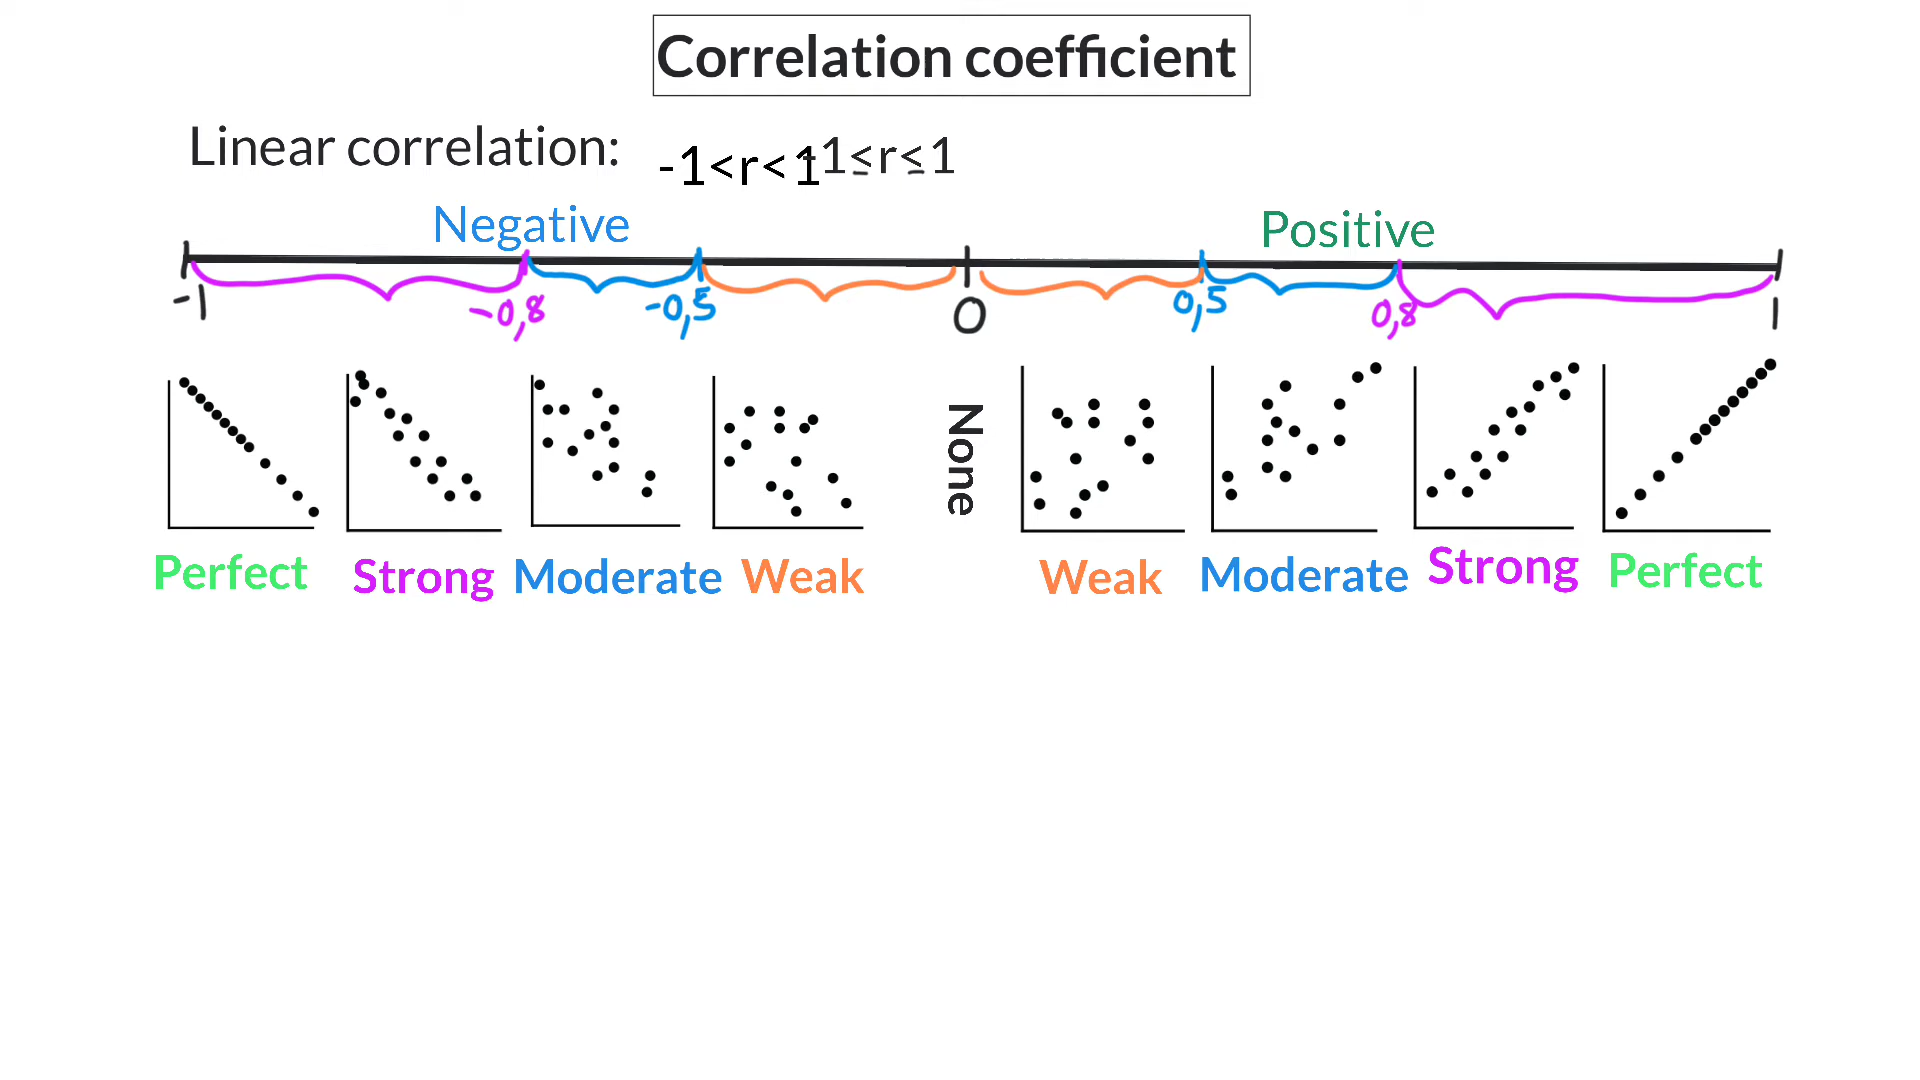 Correlation coefficient
Linear correlation:
-1<r<1
-1≤r≤1
Negative
Positive
-1
-0,8
-0,5
0
0,5
0,8
1
None
Perfect
Strong
Moderate
Weak
Weak
Moderate
Strong
Perfect